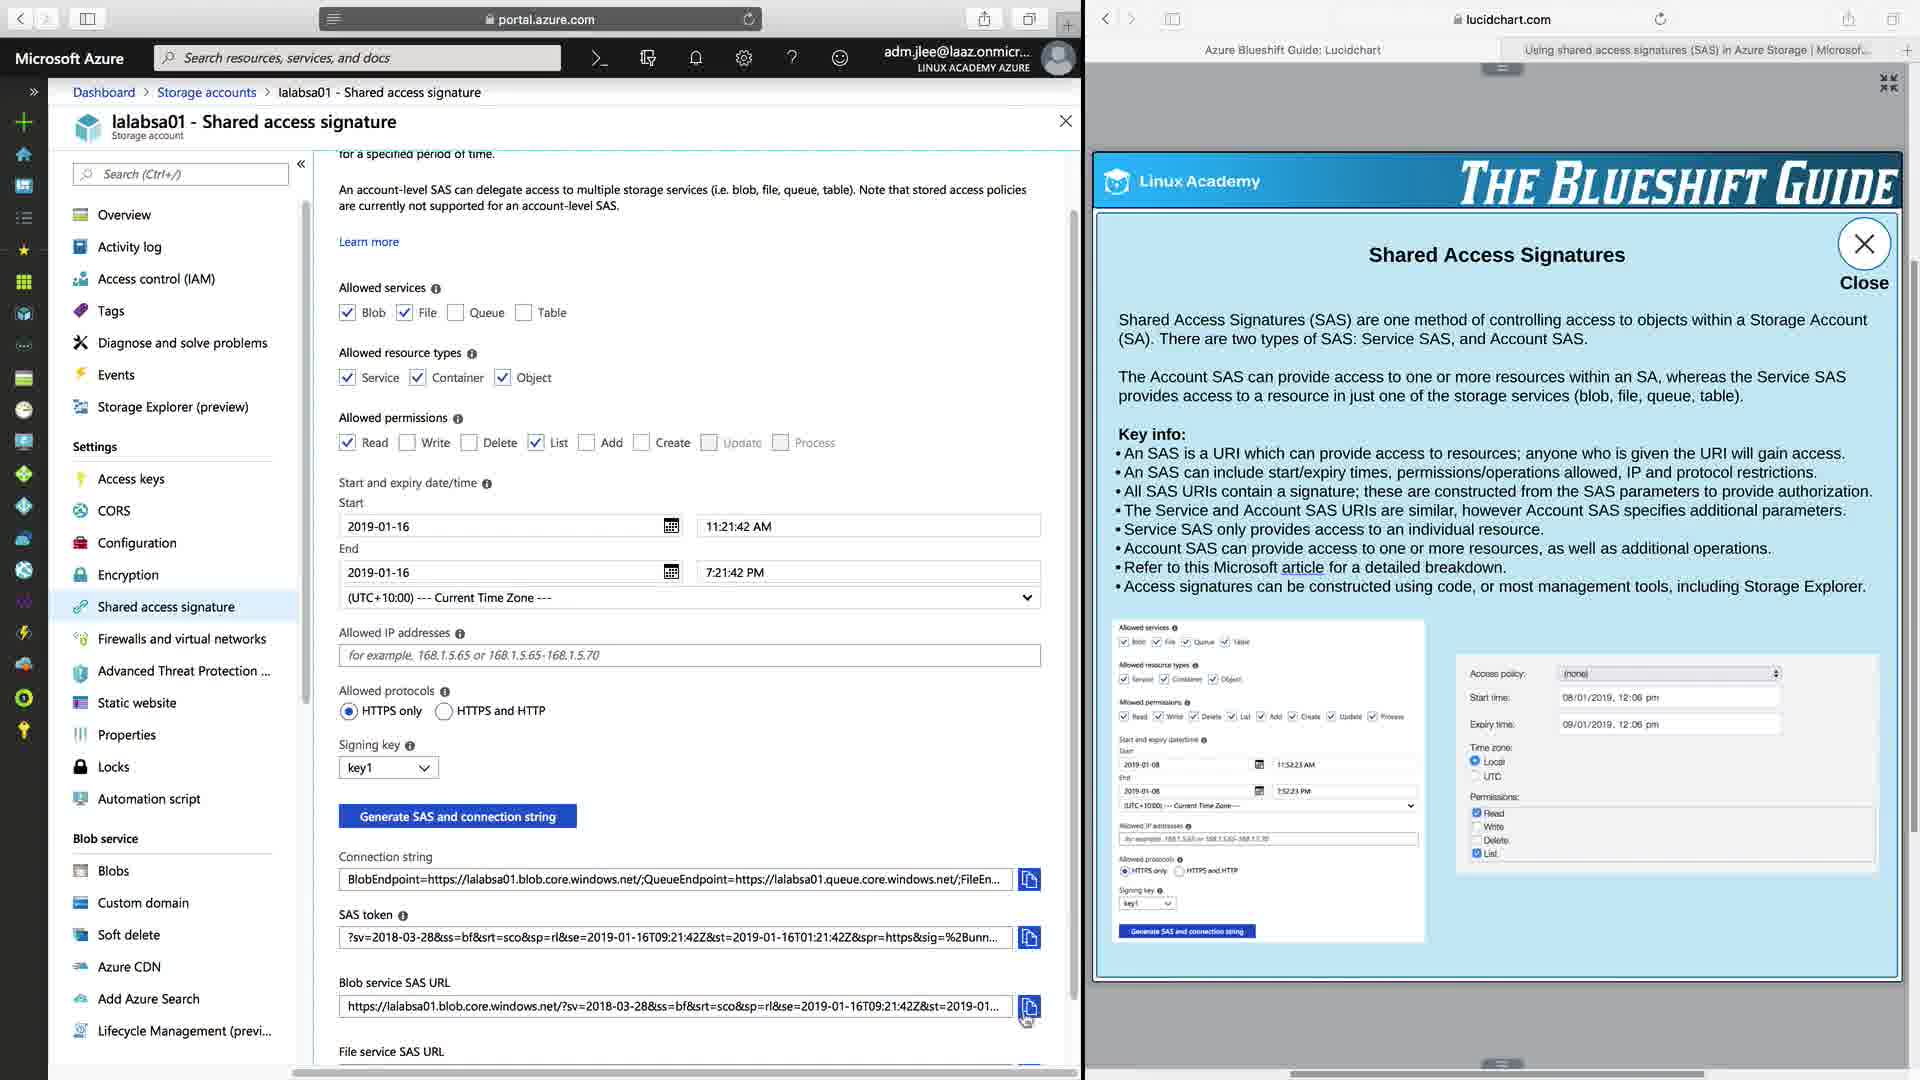 portal.azure.com
Microsoft Azure
Search resources, services, and docs
adm.jlee@laaz.onmicr...
LINUX ACADEMY AZURE
Dashboard > Storage accounts > lalabsa01 - Shared access signature
lalabsa01 - Shared access signature
Storage account
Search (Ctrl+/)
Overview
Activity log
Access control (IAM)
Tags
Diagnose and solve problems
Events
Storage Explorer (preview)
Settings
Access keys
CORS
Configuration
Encryption
Shared access signature
Firewalls and virtual networks
Advanced Threat Protection ...
Static website
Properties
Locks
Automation script
Blob service
Blobs
Custom domain
Soft delete
Azure CDN
Add Azure Search
Lifecycle Management (previ...
for a specified period of time.
An account-level SAS can delegate access to multiple storage services (i.e. blob, file, queue, table). Note that stored access policies
are currently not supported for an account-level SAS.
Learn more
Allowed services
Blob File Queue Table
Allowed resource types
Service Container Object
Allowed permissions
Read Write Delete List Add Create Update Process
Start and expiry date/time
Start
2019-01-16 11:21:42 AM
End
2019-01-16 7:21:42 PM
(UTC+10:00) --- Current Time Zone ---
Allowed IP addresses
for example, 168.1.5.65 or 168.1.5.65-168.1.5.70
Allowed protocols
HTTPS only HTTPS and HTTP
Signing key
key1
Generate SAS and connection string
Connection string
BlobEndpoint=https://lalabsa01.blob.core.windows.net/;QueueEndpoint=https://lalabsa01.queue.core.windows.net/;FileEn...
SAS token
?sv=2018-03-28&ss=bf&srt=sco&sp=rl&se=2019-01-16T09:21:42Z&st=2019-01-16T01:21:42Z&spr=https&sig=%2Bunn...
Blob service SAS URL
https://lalabsa01.blob.core.windows.net/?sv=2018-03-28&ss=bf&srt=sco&sp=rl&se=2019-01-16T09:21:42Z&st=2019-01...
File service SAS URL
lucidchart.com
Azure Blueshift Guide: Lucidchart
Using shared access signatures (SAS) in Azure Storage | Microsof...
Linux Academy
THE BLUESHIFT GUIDE
Shared Access Signatures
Close
Shared Access Signatures (SAS) are one method of controlling access to objects within a Storage Account
(SA). There are two types of SAS: Service SAS, and Account SAS.
The Account SAS can provide access to one or more resources within an SA, whereas the Service SAS
provides access to a resource in just one of the storage services (blob, file, queue, table).
Key info:
• An SAS is a URI which can provide access to resources; anyone who is given the URI will gain access.
• An SAS can include start/expiry times, permissions/operations allowed, IP and protocol restrictions.
• All SAS URIs contain a signature; these are constructed from the SAS parameters to provide authorization.
• The Service and Account SAS URIs are similar, however Account SAS specifies additional parameters.
• Service SAS only provides access to an individual resource.
• Account SAS can provide access to one or more resources, as well as additional operations.
• Refer to this Microsoft article for a detailed breakdown.
• Access signatures can be constructed using code, or most management tools, including Storage Explorer.
Allowed services
Blob File Queue Table
Allowed resource types
Service Container Object
Allowed permissions
Read Write Delete List Add Create Update Process
Start and expiry date/time
Start
2019-01-08 11:52:23 AM
End
2019-01-08 7:52:23 PM
(UTC+10:00) --- Current Time Zone ---
Allowed IP addresses
for example, 168.1.5.65 or 168.1.5.65-168.1.5.70
Allowed protocols
HTTPS only HTTPS and HTTP
Signing key
key1
Generate SAS and connection string
Access policy: (none)
Start time: 08/01/2019, 12:06 pm
Expiry time: 09/01/2019, 12:06 pm
Time zone:
Local
UTC
Permissions:
Read
Write
Delete
List